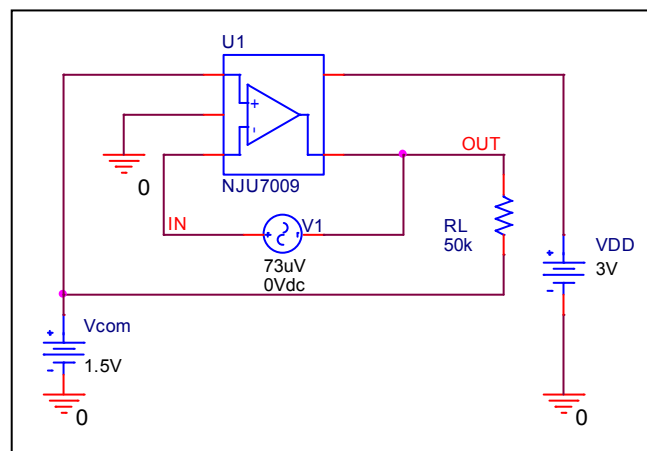 U1
+
-
OUT
0
NJU7009
IN
+
-
V1
RL
50k
73uV
0Vdc
+
-
VDD
3V
+
-
Vcom
1.5V
0
0